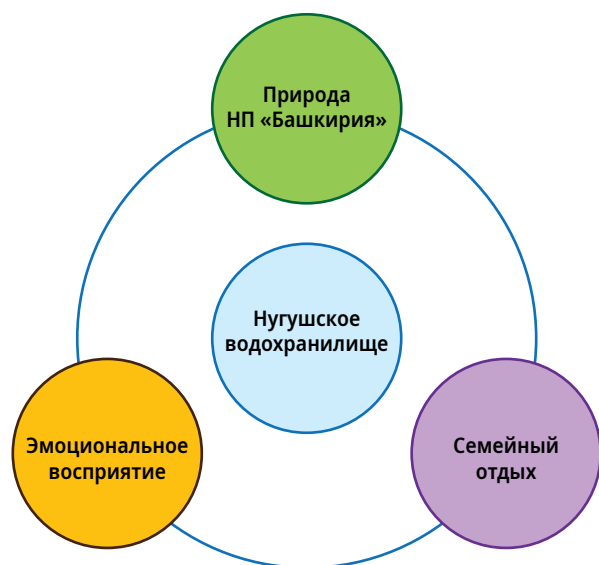 Природа
НП «Башкирия»
Нугушское
водохранилище
Эмоциональное
восприятие
Семейный
отдых